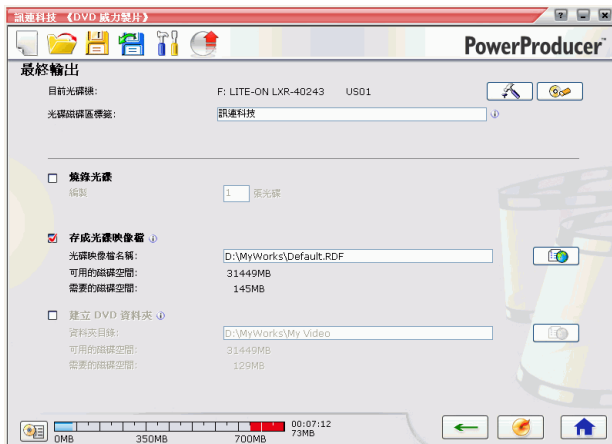 訊連科技 《DVD 威力製片》
PowerProducer™
最終輸出
目前光碟機: F: LITE-ON LXR-40243 US01
光碟磁碟區標籤: 訊連科技
燒錄光碟
編製 1 張光碟
存成光碟映像檔
光碟映像檔名稱: D:\MyWorks\Default.RDF
可用的磁碟空間: 31449MB
需要的磁碟空間: 145MB
建立 DVD 資料夾
資料夾目錄: D:\MyWorks\My Video
可用的磁碟空間: 31449MB
需要的磁碟空間: 129MB
00:07:12
0MB 350MB 700MB 73MB